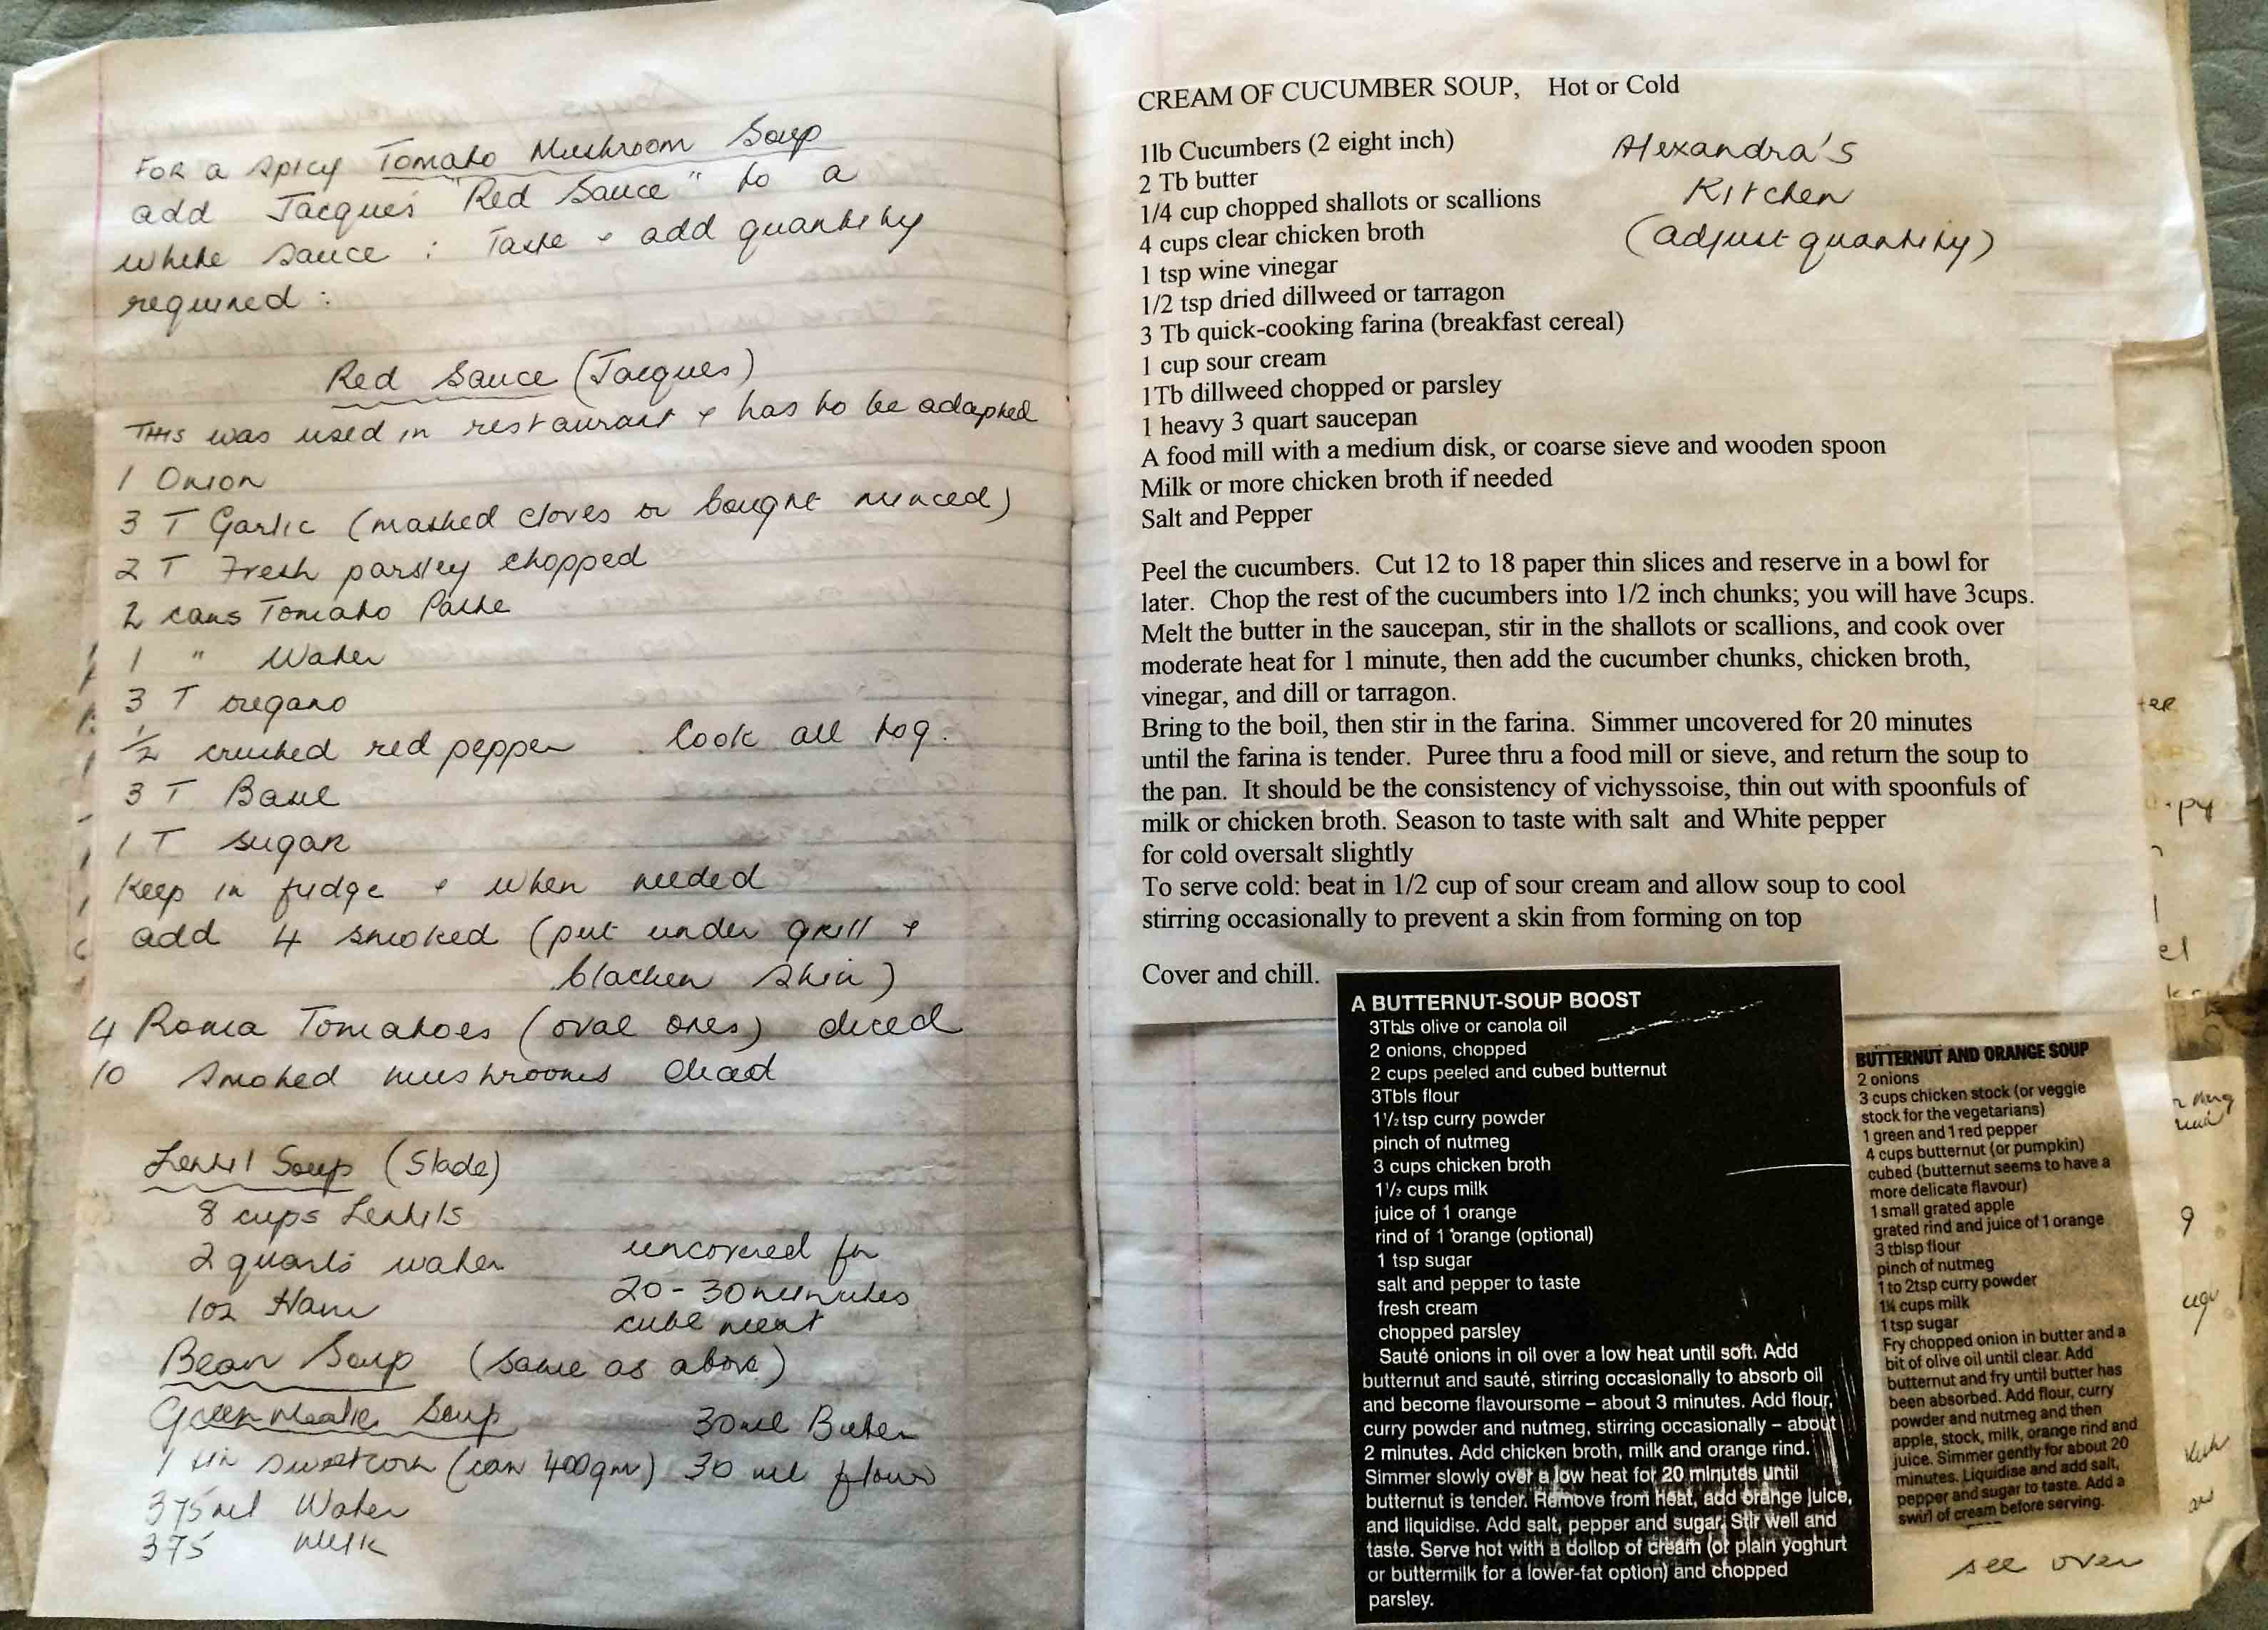 FOR a spicy Tomato Mushroom Soup
add Jacques' "Red Sauce" to a
white sauce : Taste + add quantity
required :
Red Sauce (Jacques)
THIS was used in restaurant + has to be adapted
1 Onion
3 T Garlic (mashed cloves or bought minced)
2 T Fresh parsley chopped
2 cans Tomato Paste
1 " Water
3 T oregano
1/2 crushed red pepper Cook all tog.
3 T Basil
1 T sugar
Keep in fridge + when needed
add 4 smoked (put under grill +
blacken skin)
4 Roma Tomatoes (oval ones) diced
10 smoked mushrooms diced
Lentil Soup (Slade)
8 cups Lentils
2 quarts water
1oz Ham
uncovered for
20-30 minutes
cube meat
Bean Soup (same as above)
Green Mealie Soup
1 tin sweetcorn (can 400gm)
375ml Water
375 Milk
30ml Butter
30 ml flour
CREAM OF CUCUMBER SOUP, Hot or Cold
Alexandra's
Kitchen
(adjust quantity)
1lb Cucumbers (2 eight inch)
2 Tb butter
1/4 cup chopped shallots or scallions
4 cups clear chicken broth
1 tsp wine vinegar
1/2 tsp dried dillweed or tarragon
3 Tb quick-cooking farina (breakfast cereal)
1 cup sour cream
1Tb dillweed chopped or parsley
1 heavy 3 quart saucepan
A food mill with a medium disk, or coarse sieve and wooden spoon
Milk or more chicken broth if needed
Salt and Pepper
Peel the cucumbers. Cut 12 to 18 paper thin slices and reserve in a bowl for
later. Chop the rest of the cucumbers into 1/2 inch chunks; you will have 3cups.
Melt the butter in the saucepan, stir in the shallots or scallions, and cook over
moderate heat for 1 minute, then add the cucumber chunks, chicken broth,
vinegar, and dill or tarragon.
Bring to the boil, then stir in the farina. Simmer uncovered for 20 minutes
until the farina is tender. Puree thru a food mill or sieve, and return the soup to
the pan. It should be the consistency of vichyssoise, thin out with spoonfuls of
milk or chicken broth. Season to taste with salt and White pepper
for cold oversalt slightly
To serve cold: beat in 1/2 cup of sour cream and allow soup to cool
stirring occasionally to prevent a skin from forming on top
Cover and chill.
A BUTTERNUT-SOUP BOOST
3Tbls olive or canola oil
2 onions, chopped
2 cups peeled and cubed butternut
3Tbls flour
1½tsp curry powder
pinch of nutmeg
3 cups chicken broth
1½ cups milk
juice of 1 orange
rind of 1 orange (optional)
1 tsp sugar
salt and pepper to taste
fresh cream
chopped parsley
Sauté onions in oil over a low heat until soft. Add
butternut and sauté, stirring occasionally to absorb oil
and become flavoursome – about 3 minutes. Add flour,
curry powder and nutmeg, stirring occasionally – about
2 minutes. Add chicken broth, milk and orange rind.
Simmer slowly over a low heat for 20 minutes until
butternut is tender. Remove from heat, add orange juice,
and liquidise. Add salt, pepper and sugar. Stir well and
taste. Serve hot with a dollop of cream (or plain yoghurt
or buttermilk for a lower-fat option) and chopped
parsley.
BUTTERNUT AND ORANGE SOUP
2 onions
3 cups chicken stock (or veggie
stock for the vegetarians)
1 green and 1 red pepper
4 cups butternut (or pumpkin)
cubed (butternut seems to have a
more delicate flavour)
1 small grated apple
grated rind and juice of 1 orange
3 tblsp flour
pinch of nutmeg
1 to 2tsp curry powder
1¼ cups milk
1 tsp sugar
Fry chopped onion in butter and a
bit of olive oil until clear. Add
butternut and fry until butter has
been absorbed. Add flour, curry
powder and nutmeg and then
apple, stock, milk, orange rind and
juice. Simmer gently for about 20
minutes. Liquidise and add salt,
pepper and sugar to taste. Add a
swirl of cream before serving.
see over